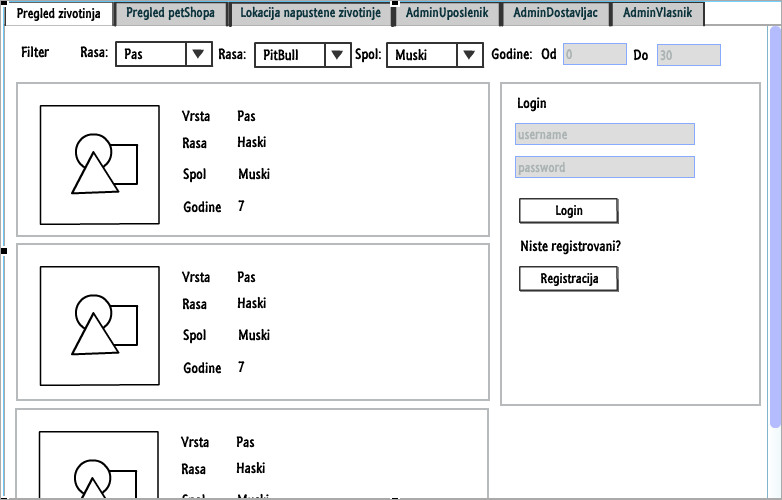 Pregled zivotinja Pregled petShopa Lokacija napustene zivotinje AdminUposlenik AdminDostavljac AdminVlasnik
Filter Rasa: Pas Rasa: PitBull Spol: Muski Godine: Od 0 Do 30
Vrsta Pas
Rasa Haski
Spol Muski
Godine 7
Login
username
password
Login
Niste registrovani?
Registracija
Vrsta Pas
Rasa Haski
Spol Muski
Godine 7
Vrsta Pas
Rasa Haski
Spol Muski